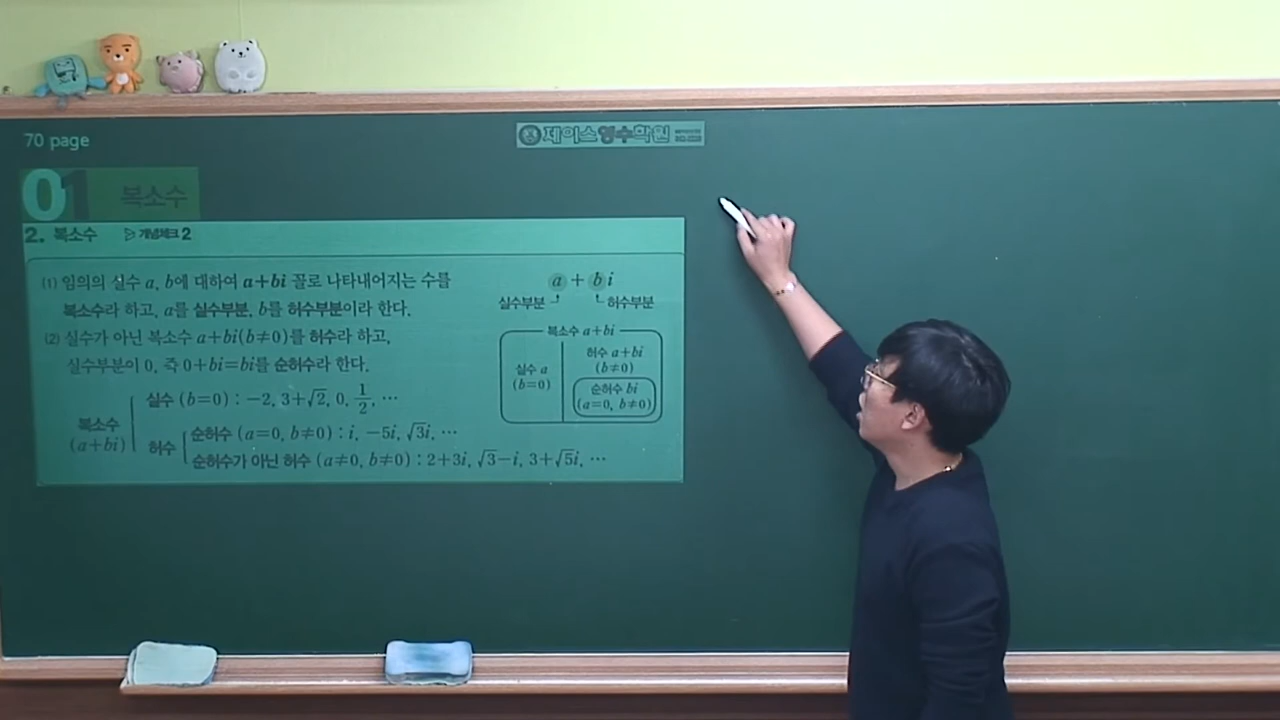 70 page
제이스영수학원
01 복소수
2. 복소수 ▷개념체크 2
(1) 임의의 실수 a, b에 대하여 a+bi 꼴로 나타내어지는 수를
복소수라 하고, a를 실수부분, b를 허수부분이라 한다.
(2) 실수가 아닌 복소수 a+bi(b≠0)를 허수라 하고,
실수부분이 0, 즉 0+bi=bi를 순허수라 한다.
복소수
(a+bi)
실수 (b=0) : −2, 3+√2, 0, 1/2, ⋯
허수
순허수 (a=0, b≠0) : i, −5i, √3i, ⋯
순허수가 아닌 허수 (a≠0, b≠0) : 2+3i, √3−i, 3+√5i, ⋯
a + b i
실수부분 허수부분
복소수 a+bi
실수 a
(b=0)
허수 a+bi
(b≠0)
순허수 bi
(a=0, b≠0)